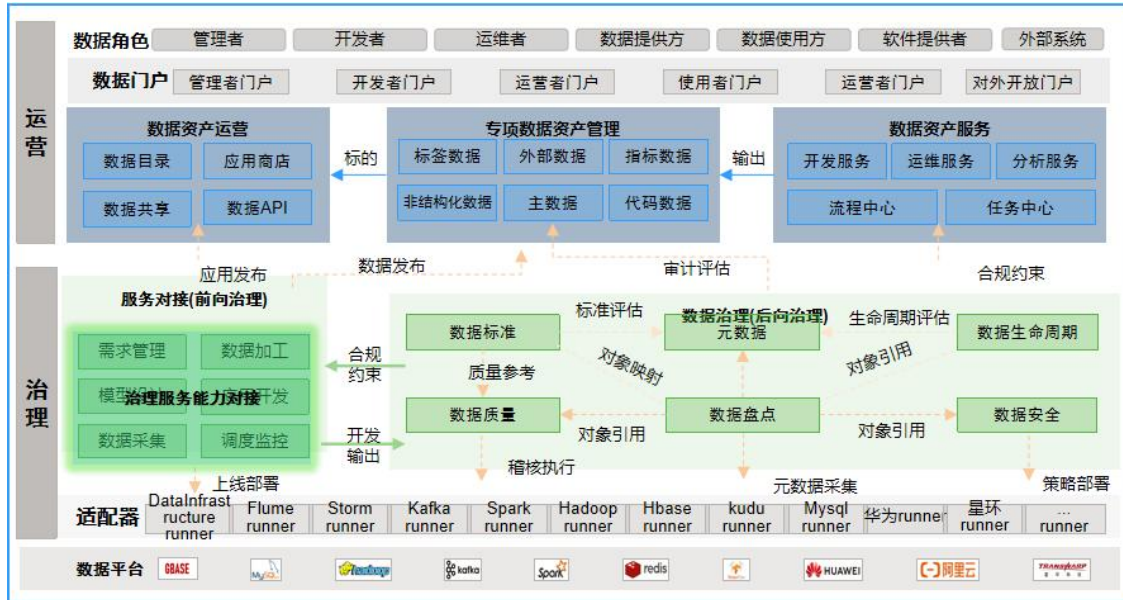 数据角色 管理者 开发者 运维者 数据提供方 数据使用方 软件提供者 外部系统
数据门户 管理者门户 开发者门户 运营者门户 使用者门户 运营者门户 对外开放门户
运营
数据资产运营 专项数据资产管理 数据资产服务
数据目录 应用商店 标的 标签数据 外部数据 指标数据 输出 开发服务 运维服务 分析服务
数据共享 数据API 非结构化数据 主数据 代码数据 流程中心 任务中心
应用发布 数据发布 审计评估 合规约束
治理
服务对接(前向治理) 数据治理(后向治理)
需求管理 数据加工 合规约束 数据标准 标准评估 元数据 生命周期评估 数据生命周期
质量参考 对象映射 对象引用
治理服务能力对接
数据采集 调度监控 开发输出 数据质量 对象引用 数据盘点 对象引用 数据安全
上线部署 稽核执行 元数据采集 策略部署
适配器
DataInfrastructure runner
Flume runner
Storm runner
Kafka runner
Spark runner
Hadoop runner
Hbase runner
kudu runner
Mysql runner
华为runner
星环 runner
... runner
数据平台 GBASE MySQL hadoop kafka Spark redis HUAWEI 阿里云 TRANSWARP